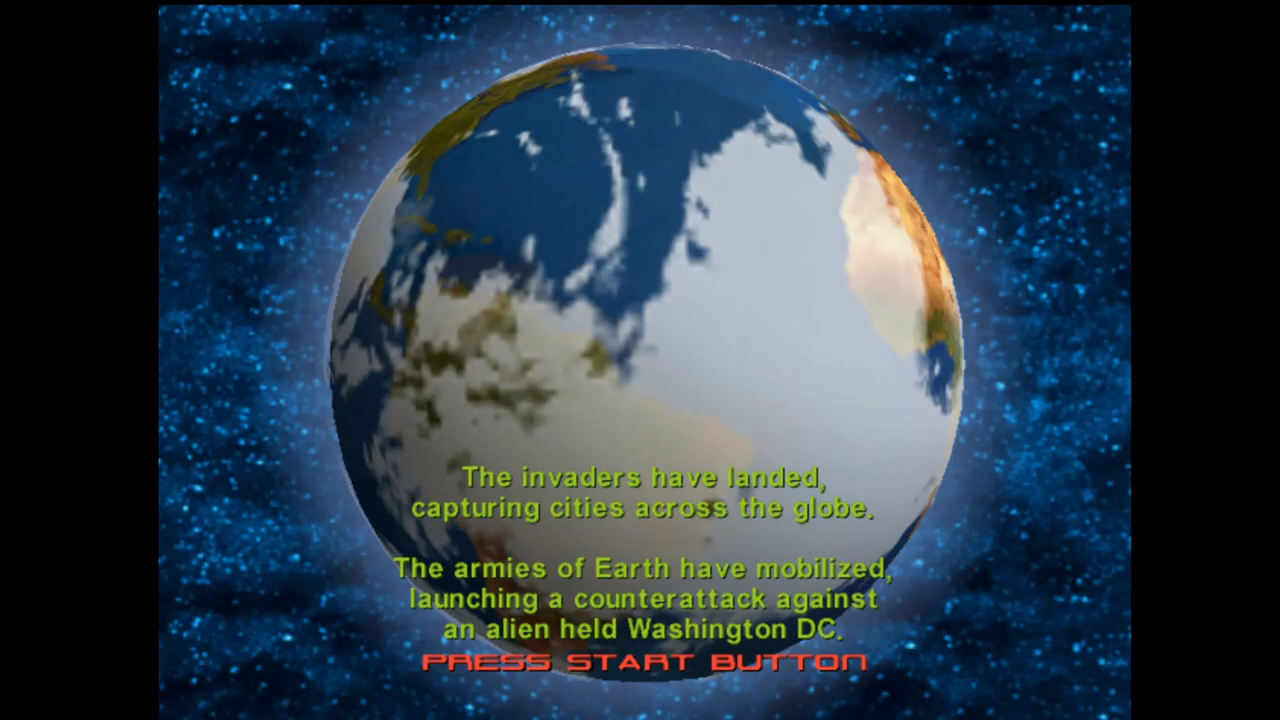 The invaders have landed,
capturing cities across the globe.
The armies of Earth have mobilized,
launching a counterattack against
an alien held Washington DC.
PRESS START BUTTON